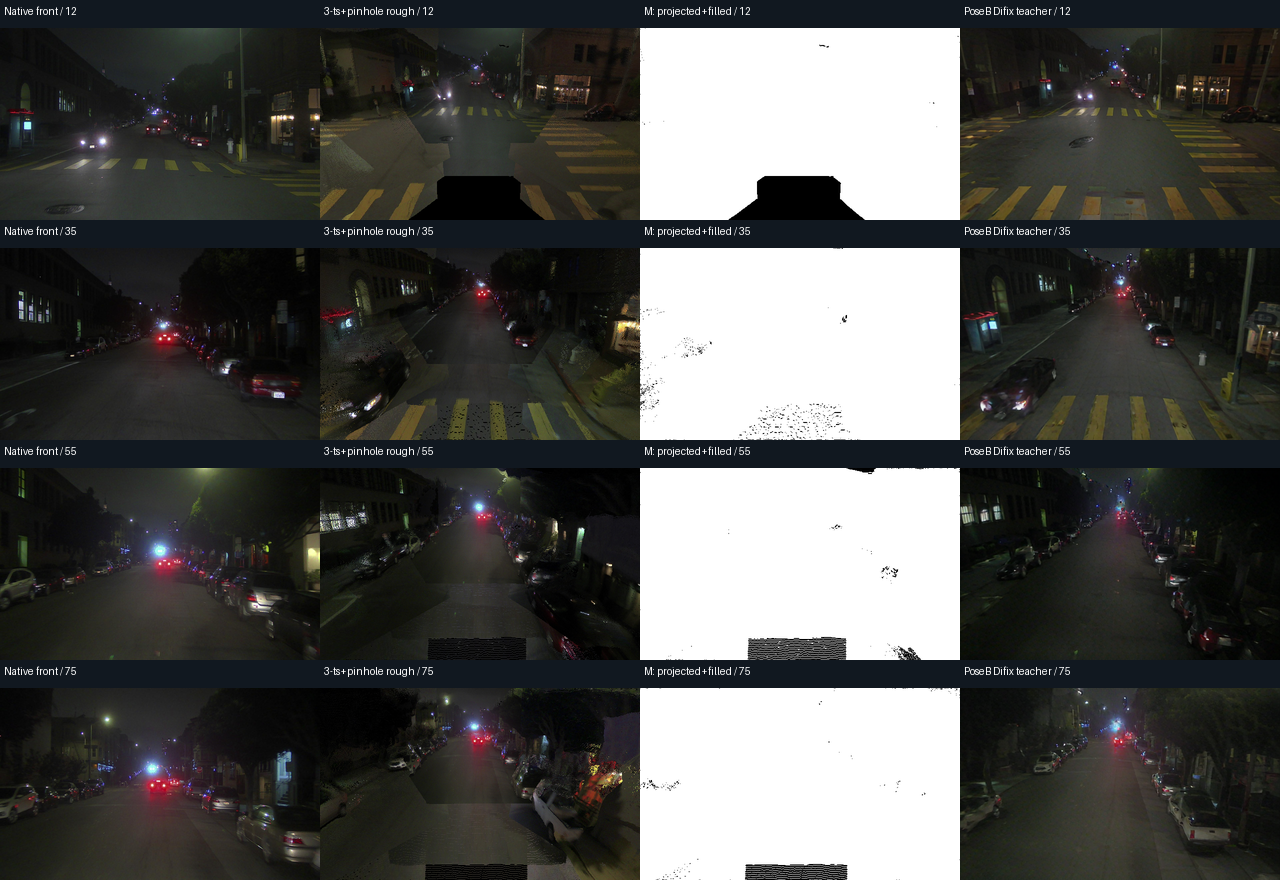 Native front / 12
3-ts+pinhole rough / 12
M: projected+filled / 12
PoseB Difix teacher / 12
Native front / 35
3-ts+pinhole rough / 35
M: projected+filled / 35
PoseB Difix teacher / 35
Native front / 55
3-ts+pinhole rough / 55
M: projected+filled / 55
PoseB Difix teacher / 55
Native front / 75
3-ts+pinhole rough / 75
M: projected+filled / 75
PoseB Difix teacher / 75